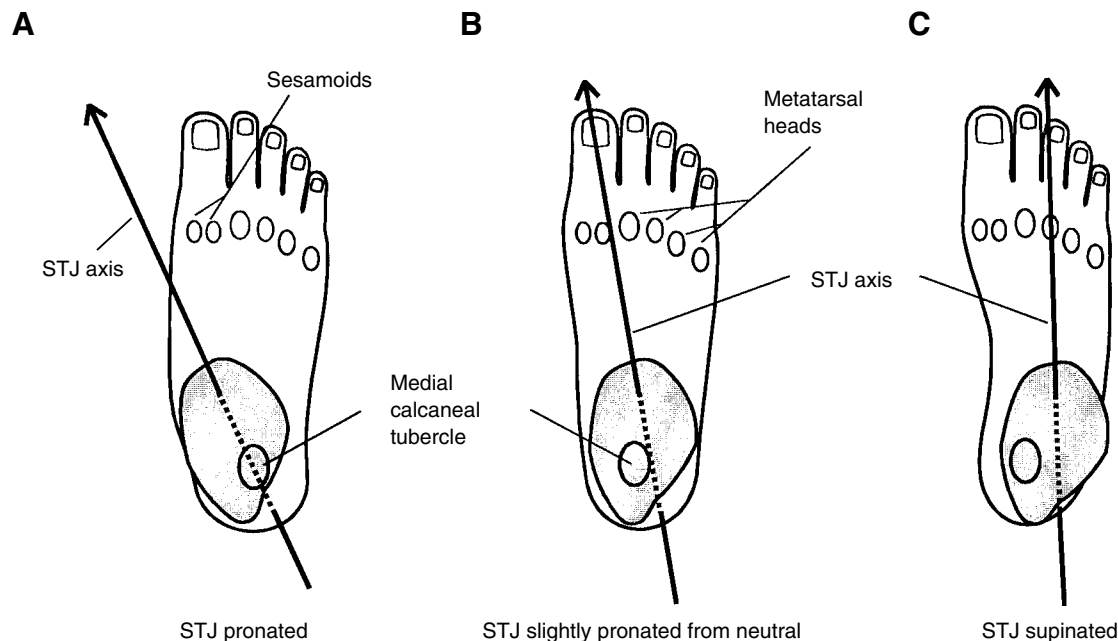 A
B
C
Sesamoids
Metatarsal
heads
STJ axis
STJ axis
Medial
calcaneal
tubercle
STJ pronated
STJ slightly pronated from neutral
STJ supinated